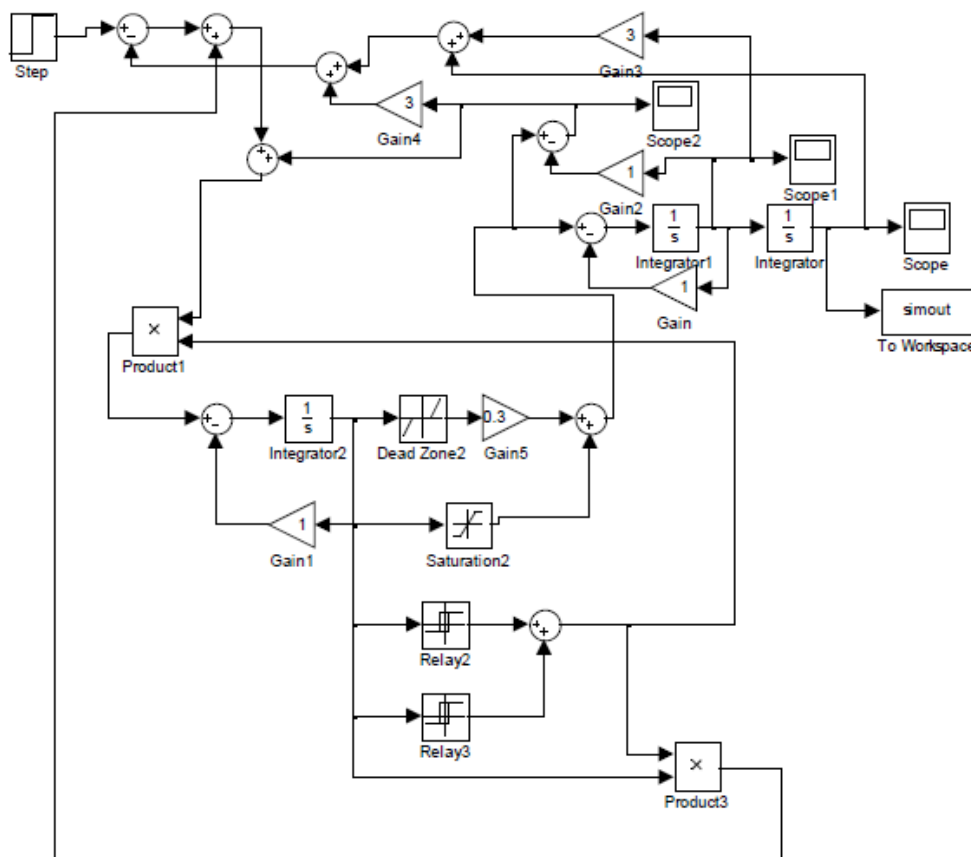 Step
3
Gain3
3
Gain4
Scope2
1
Gain2
Scope1
1
s
Integrator1
1
s
Integrator
Scope
1
Gain
simout
To Workspace
×
Product1
1
s
Integrator2
Dead Zone2
0.3
Gain5
1
Gain1
Saturation2
Relay2
Relay3
×
Product3